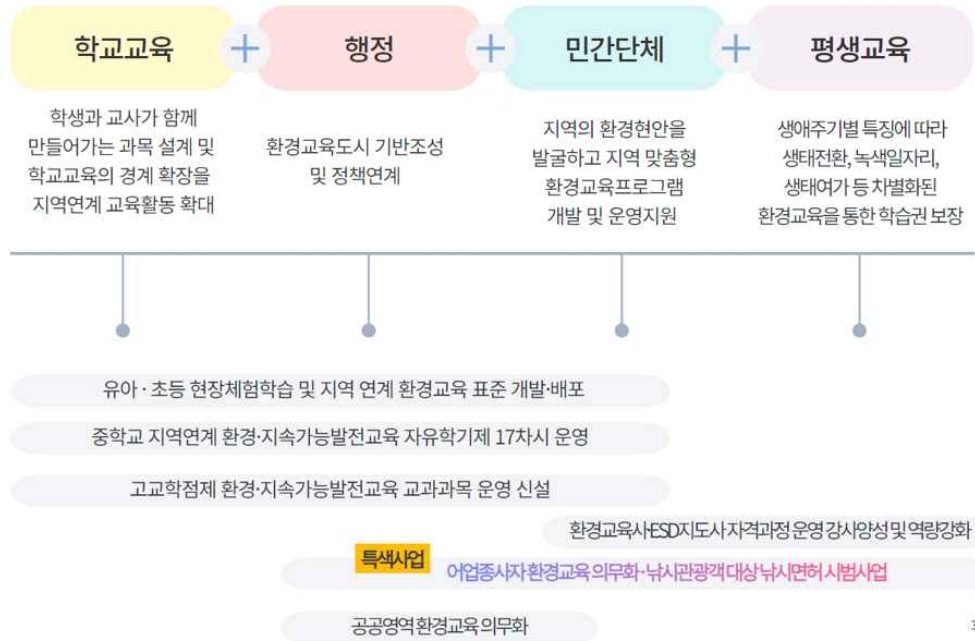 학교교육 + 행정 + 민간단체 + 평생교육
학생과 교사가 함께
만들어가는 과목 설계 및
학교교육의 경계 확장을
지역연계 교육활동 확대
환경교육도시 기반조성
및 정책연계
지역의 환경현안을
발굴하고 지역 맞춤형
환경교육프로그램
개발 및 운영지원
생애주기별 특징에 따라
생태전환, 녹색일자리,
생태여가 등 차별화된
환경교육을 통한 학습권 보장
유아·초등 현장체험학습 및 지역 연계 환경교육 표준 개발·배포
중학교 지역연계 환경·지속가능발전교육 자유학기제 17차시 운영
고교학점제 환경·지속가능발전교육 교과과목 운영 신설
환경교육사·ESD지도사 자격과정 운영 강사양성 및 역량강화
특색사업
어업종사자 환경교육 의무화·낚시관광객 대상 낚시면허 시범사업
공공영역 환경교육 의무화